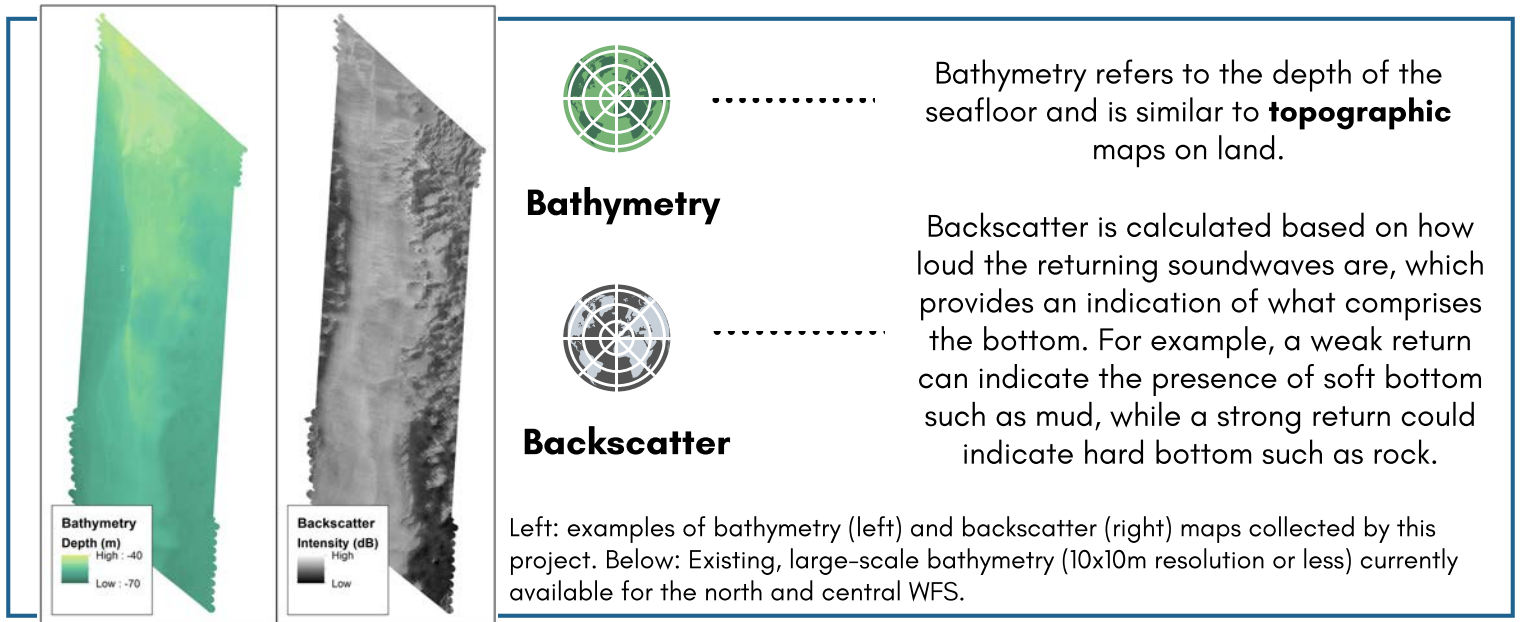 Bathymetry
Depth (m)
High : -40
Low : -70
Backscatter
Intensity (dB)
High
Low
Bathymetry
Bathymetry refers to the depth of the
seafloor and is similar to topographic
maps on land.
Backscatter
Backscatter is calculated based on how
loud the returning soundwaves are, which
provides an indication of what comprises
the bottom. For example, a weak return
can indicate the presence of soft bottom
such as mud, while a strong return could
indicate hard bottom such as rock.
Left: examples of bathymetry (left) and backscatter (right) maps collected by this
project. Below: Existing, large-scale bathymetry (10x10m resolution or less) currently
available for the north and central WFS.